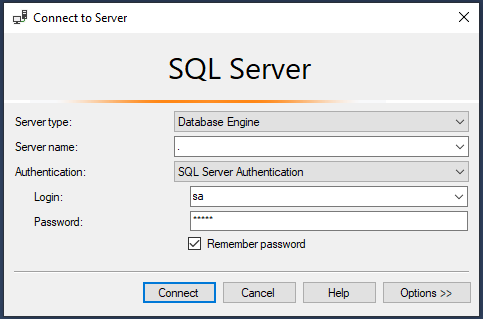 Connect to Server
SQL Server
Server type: Database Engine
Server name: .
Authentication: SQL Server Authentication
Login: sa
Password: *****
Remember password
Connect Cancel Help Options >>